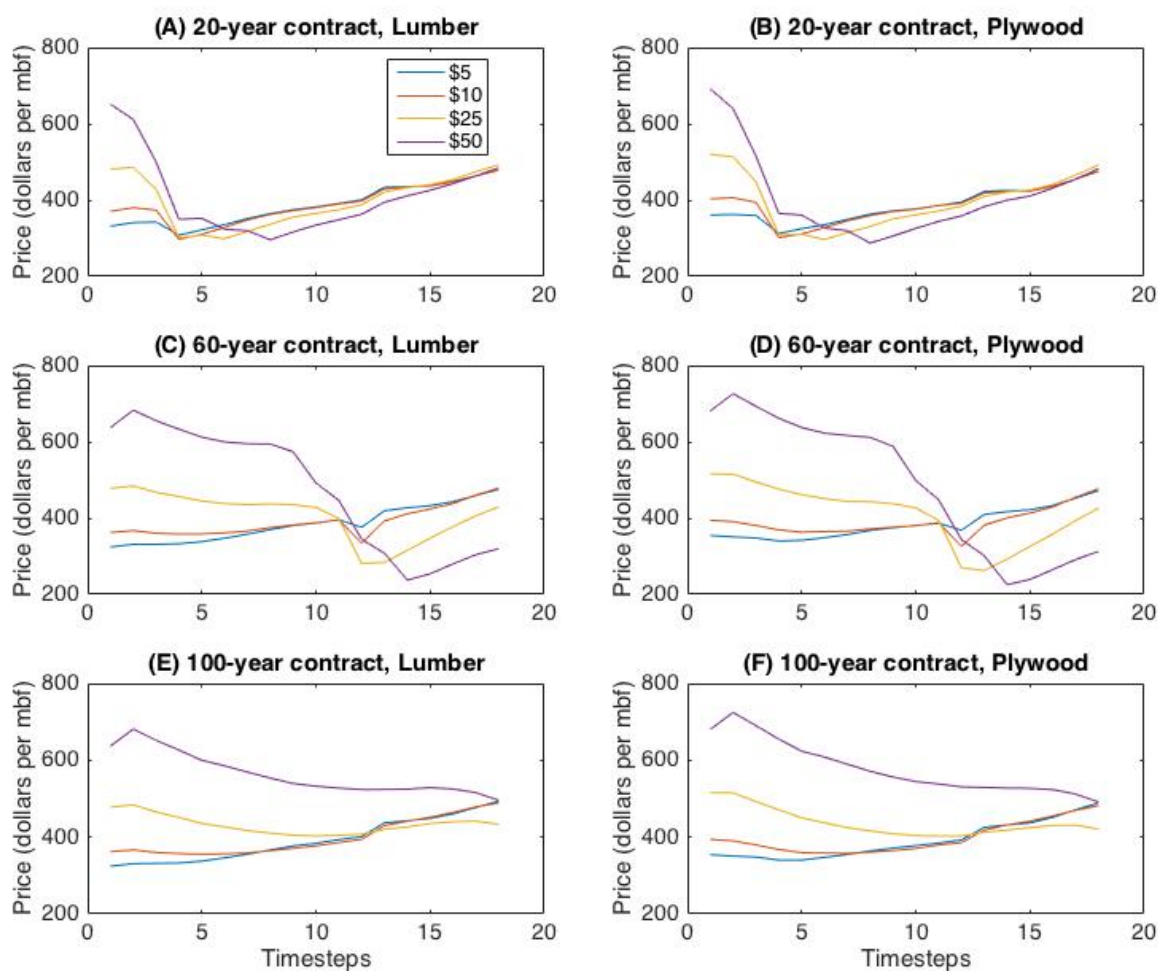 (A) 20-year contract, Lumber
800
600
400
200
Price (dollars per mbf)
0 5 10 15 20
$5
$10
$25
$50
(B) 20-year contract, Plywood
800
600
400
200
Price (dollars per mbf)
0 5 10 15 20
(C) 60-year contract, Lumber
800
600
400
200
Price (dollars per mbf)
0 5 10 15 20
(D) 60-year contract, Plywood
800
600
400
200
Price (dollars per mbf)
0 5 10 15 20
(E) 100-year contract, Lumber
800
600
400
200
Price (dollars per mbf)
0 5 10 15 20
Timesteps
(F) 100-year contract, Plywood
800
600
400
200
Price (dollars per mbf)
0 5 10 15 20
Timesteps